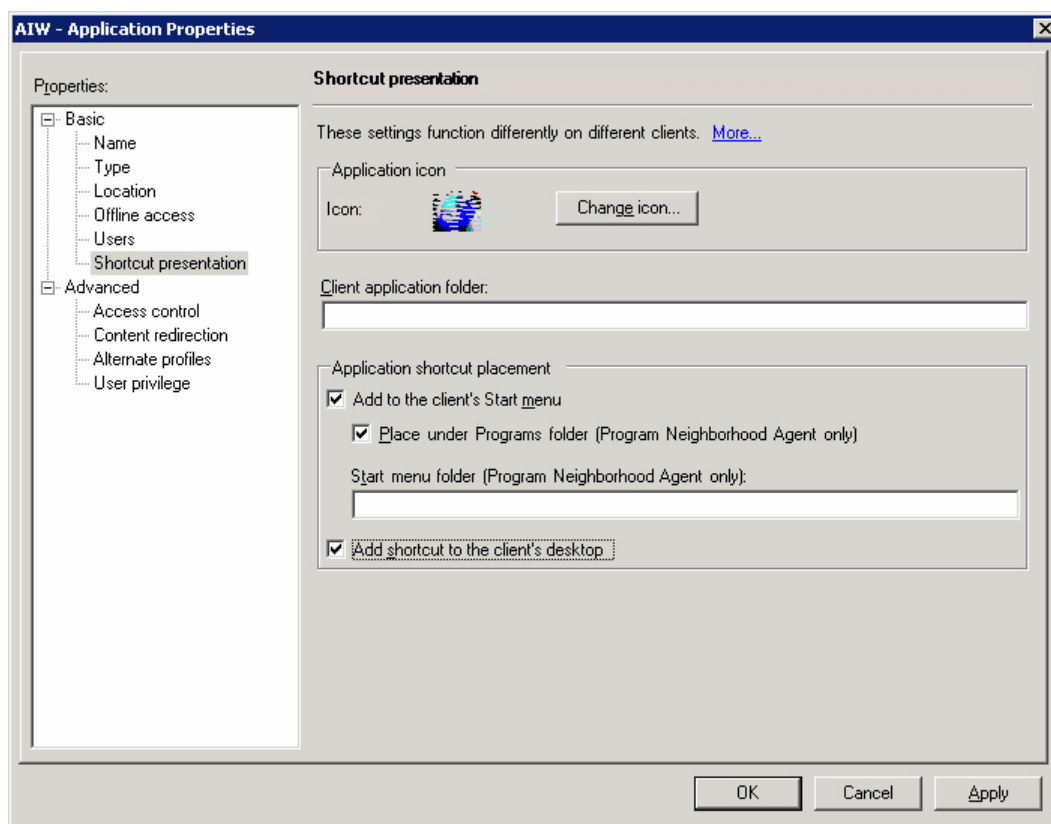 AIW - Application Properties
Properties:
Basic
Name
Type
Location
Offline access
Users
Shortcut presentation
Advanced
Access control
Content redirection
Alternate profiles
User privilege
Shortcut presentation
These settings function differently on different clients. More...
Application icon
Icon:
Change icon...
Client application folder:
Application shortcut placement
Add to the client's Start menu
Place under Programs folder (Program Neighborhood Agent only)
Start menu folder (Program Neighborhood Agent only):
Add shortcut to the client's desktop
OK Cancel Apply